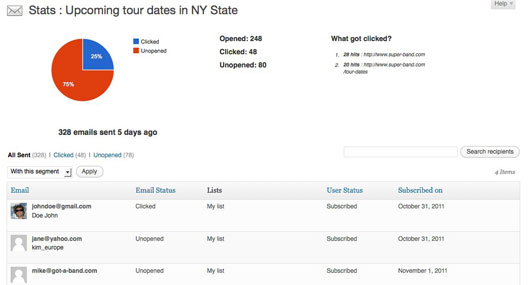 Help
Stats : Upcoming tour dates in NY State
Clicked
Unopened
25%
75%
Opened: 248
Clicked: 48
Unopened: 80
What got clicked?
1. 28 hits : http://www.super-band.com
2. 20 hits : http://www.super-band.com
/tour-dates
328 emails sent 5 days ago
All Sent (328) | Clicked (48) | Unopened (78)
Search recipients
With this segment Apply
4 Items
Email Email Status Lists User Status Subscribed on
johndoe@gmail.com Clicked My list Subscribed October 31, 2011
Doe John
jane@yahoo.com Unopened My list Subscribed October 31, 2011
kim_europe
mike@got-a-band.com Unopened My list Subscribed November 1, 2011